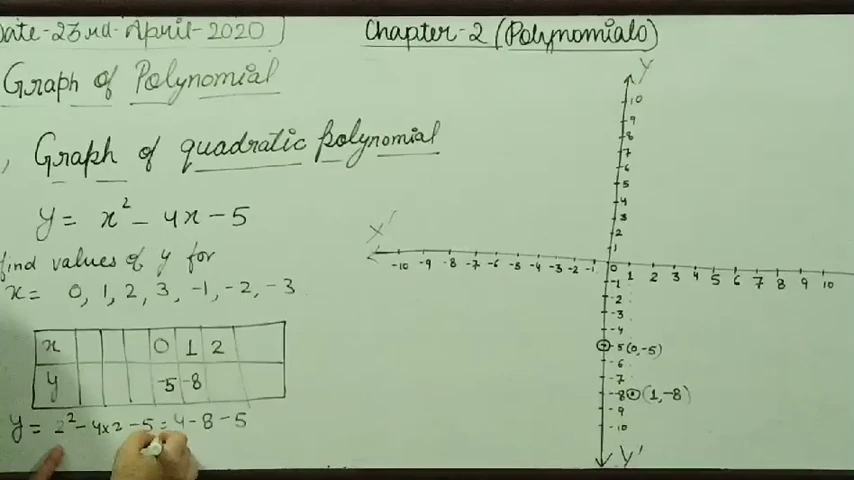 Date-23rd-April-2020
Chapter-2 (Polynomials)
Graph of Polynomial
, Graph of quadratic polynomial
y = x² - 4x - 5
find values of y for
x = 0, 1, 2, 3, -1, -2, -3
x 0 1 2
y -5 -8
y = 2² - 4x2 - 5 = 4 - 8 - 5
Y
10
9
8
7
6
5
4
3
2
1
X'
-10 -9 -8 -7 -6 -5 -4 -3 -2 -1 0 1 2 3 4 5 6 7 8 9 10
-1
-2
-3
-4
-5 (0,-5)
-6
-7
-8 (1,-8)
-9
-10
Y'